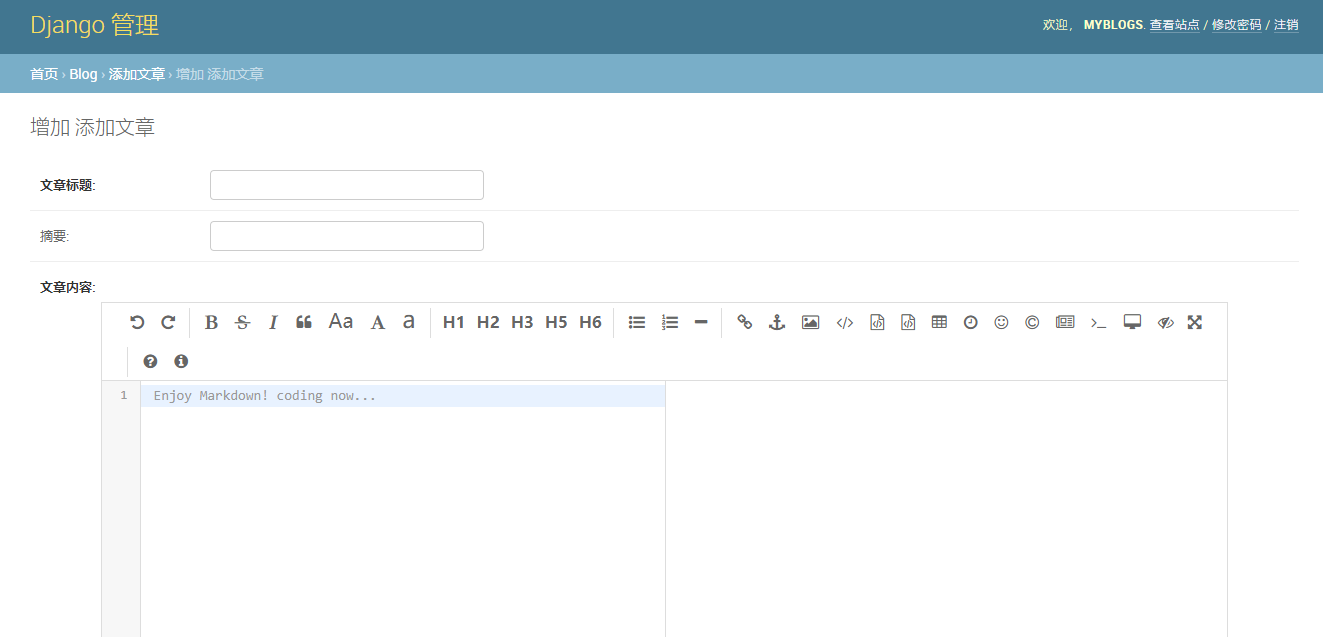 Django 管理
欢迎， MYBLOGS. 查看站点 / 修改密码 / 注销
首页 › Blog › 添加文章 › 增加 添加文章
增加 添加文章
文章标题:
摘要:
文章内容:
B S I Aa A a H1 H2 H3 H5 H6
1 Enjoy Markdown! coding now...